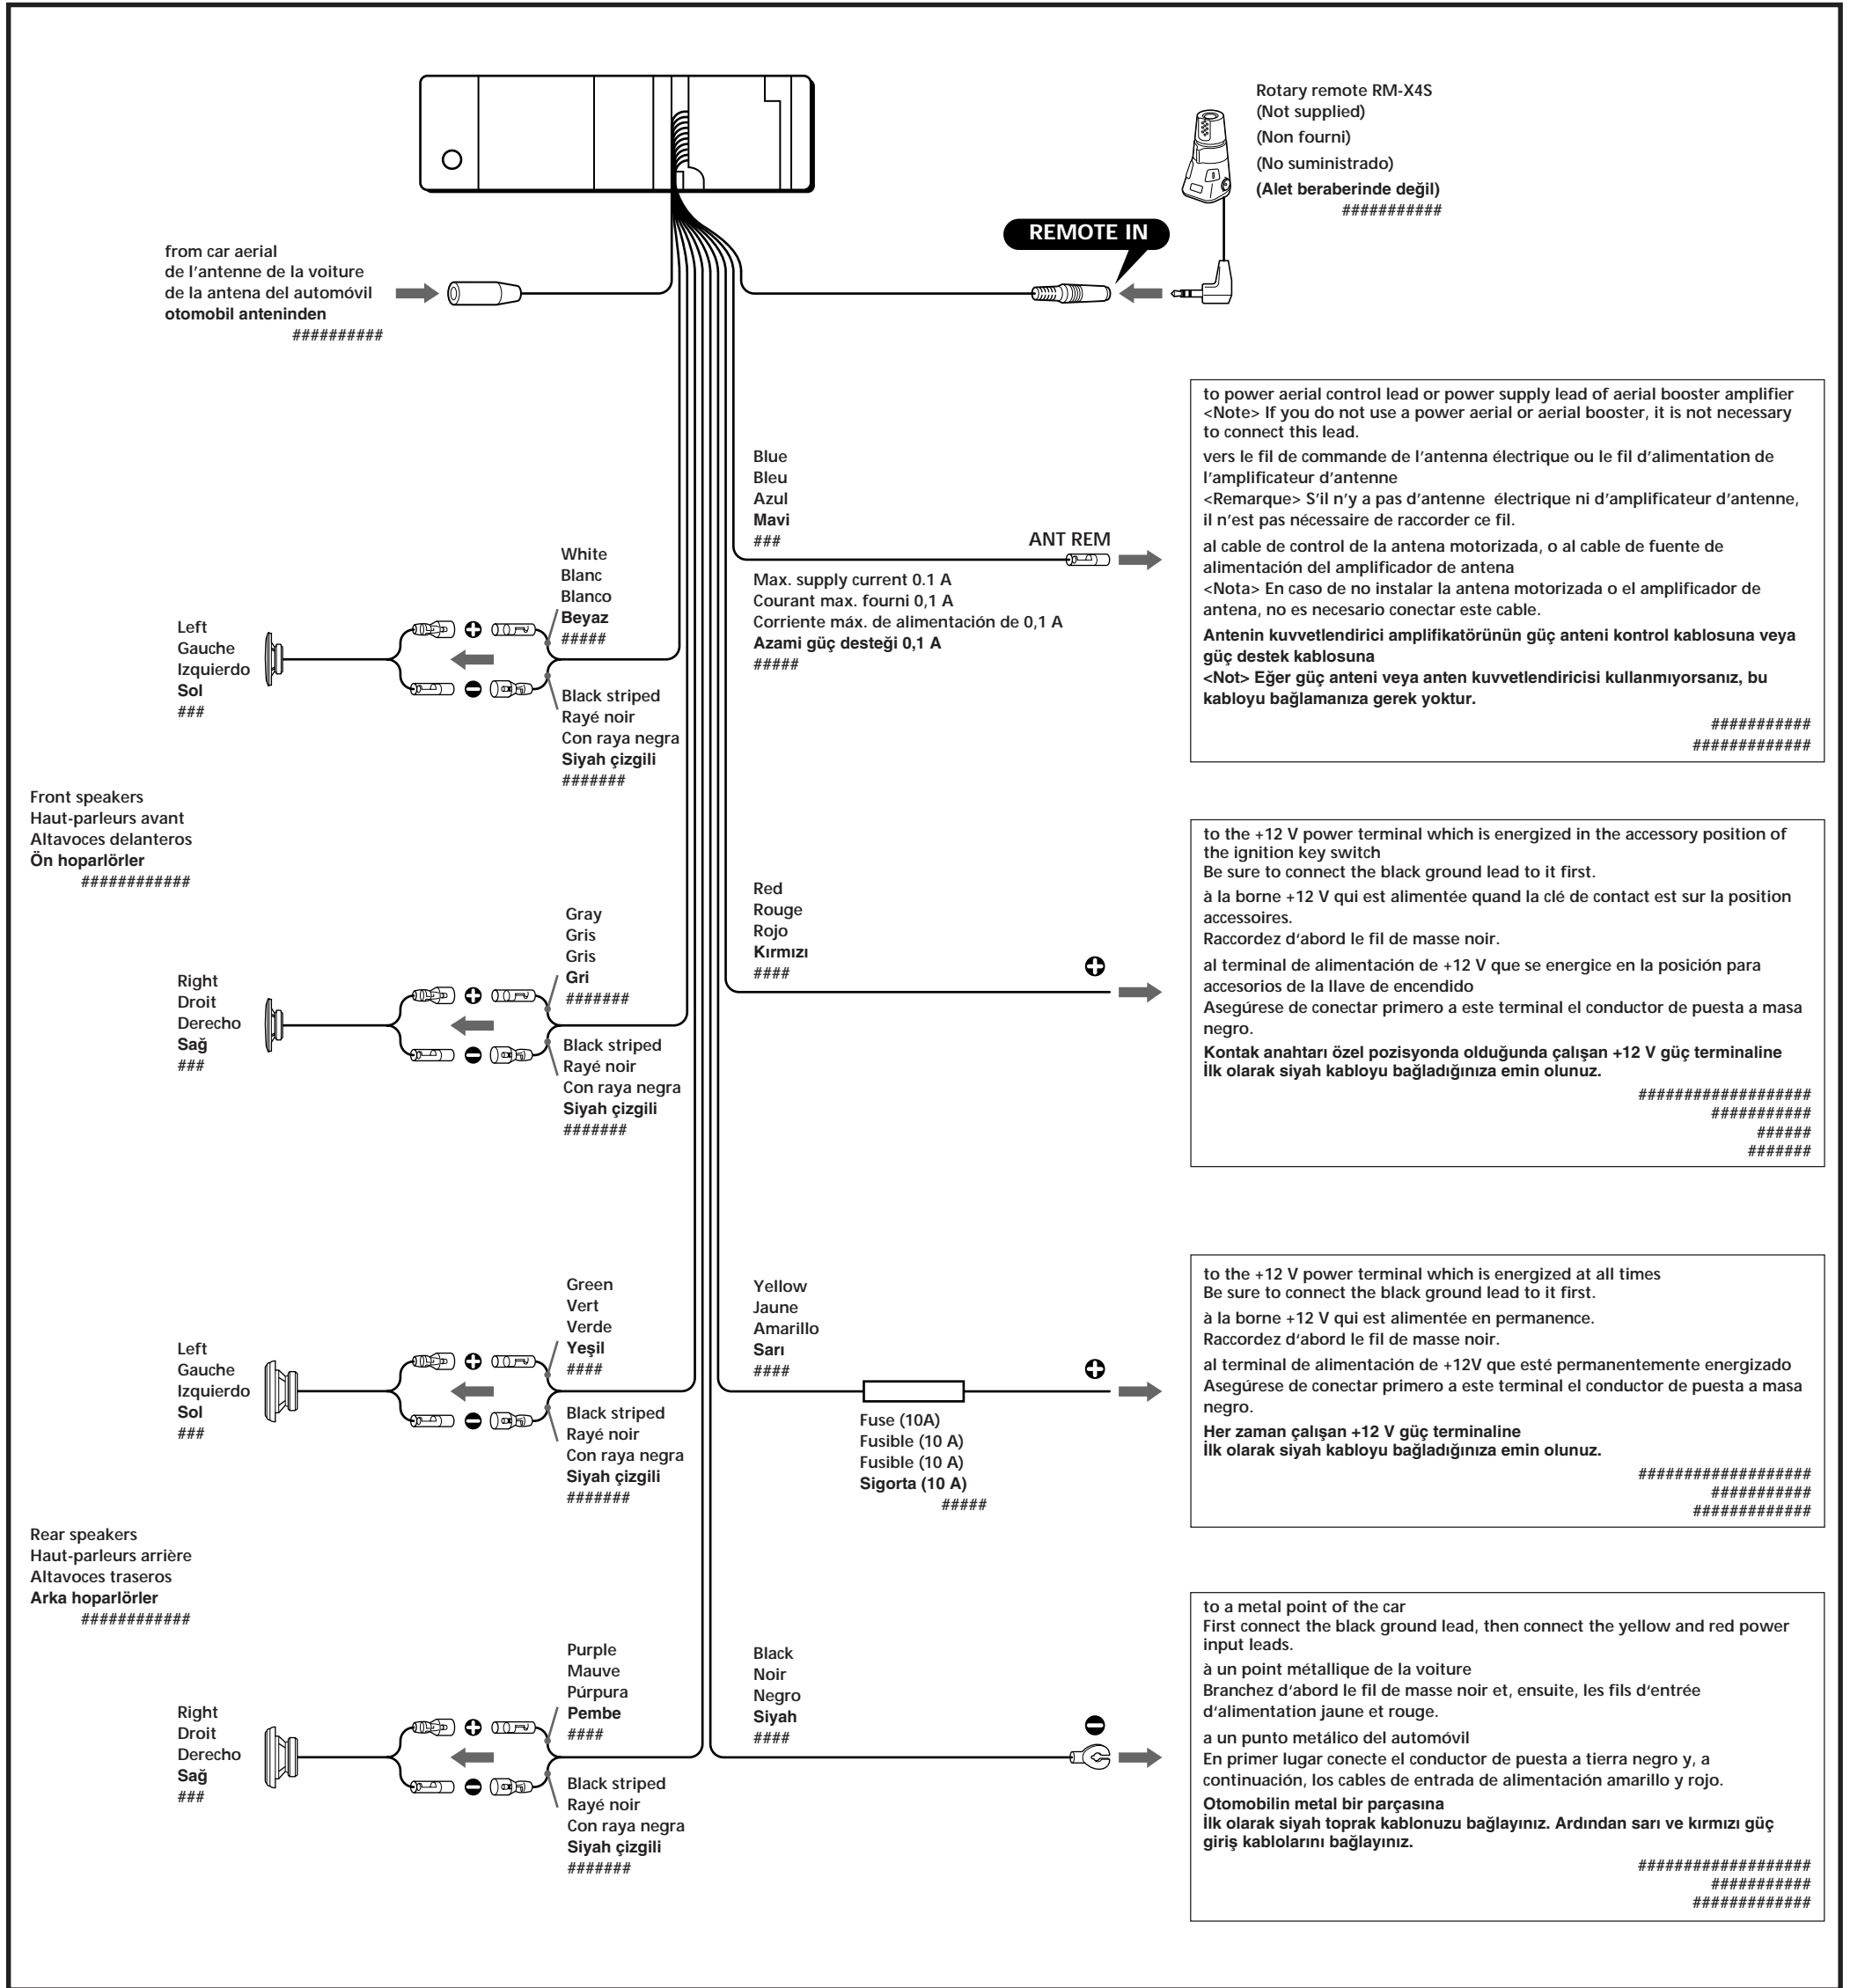 Rotary remote RM-X4S
(Not supplied)
(Non fourni)
(No suministrado)
(Alet beraberinde değil)
###########
REMOTE IN
from car aerial
de l'antenne de la voiture
de la antena del automóvil
otomobil anteninden
##########
to power aerial control lead or power supply lead of aerial booster amplifier
<Note> If you do not use a power aerial or aerial booster, it is not necessary
to connect this lead.
vers le fil de commande de l'antenna électrique ou le fil d'alimentation de
l'amplificateur d'antenne
<Remarque> S'il n'y a pas d'antenne électrique ni d'amplificateur d'antenne,
il n'est pas nécessaire de raccorder ce fil.
al cable de control de la antena motorizada, o al cable de fuente de
alimentación del amplificador de antena
<Nota> En caso de no instalar la antena motorizada o el amplificador de
antena, no es necesario conectar este cable.
Antenin kuvvetlendirici amplifikatörünün güç anteni kontrol kablosuna veya
güç destek kablosuna
<Not> Eğer güç anteni veya anten kuvvetlendiricisi kullanmıyorsanız, bu
kabloyu bağlamanıza gerek yoktur.
###########
#############
Blue
Bleu
Azul
Mavi
###
ANT REM
Max. supply current 0.1 A
Courant max. fourni 0,1 A
Corriente máx. de alimentación de 0,1 A
Azami güç desteği 0,1 A
#####
White
Blanc
Blanco
Beyaz
#####
Left
Gauche
Izquierdo
Sol
###
Black striped
Rayé noir
Con raya negra
Siyah çizgili
#######
Front speakers
Haut-parleurs avant
Altavoces delanteros
Ön hoparlörler
############
Gray
Gris
Gris
Gri
#######
Right
Droit
Derecho
Sağ
###
Black striped
Rayé noir
Con raya negra
Siyah çizgili
#######
Red
Rouge
Rojo
Kırmızı
####
to the +12 V power terminal which is energized in the accessory position of
the ignition key switch
Be sure to connect the black ground lead to it first.
à la borne +12 V qui est alimentée quand la clé de contact est sur la position
accessoires.
Raccordez d'abord le fil de masse noir.
al terminal de alimentación de +12 V que se energice en la posición para
accesorios de la llave de encendido
Asegúrese de conectar primero a este terminal el conductor de puesta a masa
negro.
Kontak anahtarı özel pozisyonda olduğunda çalışan +12 V güç terminaline
İlk olarak siyah kabloyu bağladığınıza emin olunuz.
###################
###########
######
#######
Green
Vert
Verde
Yeşil
####
Left
Gauche
Izquierdo
Sol
###
Black striped
Rayé noir
Con raya negra
Siyah çizgili
#######
Yellow
Jaune
Amarillo
Sarı
####
Fuse (10A)
Fusible (10 A)
Fusible (10 A)
Sigorta (10 A)
#####
to the +12 V power terminal which is energized at all times
Be sure to connect the black ground lead to it first.
à la borne +12 V qui est alimentée en permanence.
Raccordez d'abord le fil de masse noir.
al terminal de alimentación de +12V que esté permanentemente energizado
Asegúrese de conectar primero a este terminal el conductor de puesta a masa
negro.
Her zaman çalışan +12 V güç terminaline
İlk olarak siyah kabloyu bağladığınıza emin olunuz.
###################
###########
#############
Rear speakers
Haut-parleurs arrière
Altavoces traseros
Arka hoparlörler
############
Purple
Mauve
Púrpura
Pembe
####
Right
Droit
Derecho
Sağ
###
Black striped
Rayé noir
Con raya negra
Siyah çizgili
#######
Black
Noir
Negro
Siyah
####
to a metal point of the car
First connect the black ground lead, then connect the yellow and red power
input leads.
à un point métallique de la voiture
Branchez d'abord le fil de masse noir et, ensuite, les fils d'entrée
d'alimentation jaune et rouge.
a un punto metálico del automóvil
En primer lugar conecte el conductor de puesta a tierra negro y, a
continuación, los cables de entrada de alimentación amarillo y rojo.
Otomobilin metal bir parçasına
İlk olarak siyah toprak kablonuzu bağlayınız. Ardından sarı ve kırmızı güç
giriş kablolarını bağlayınız.
###################
###########
#############